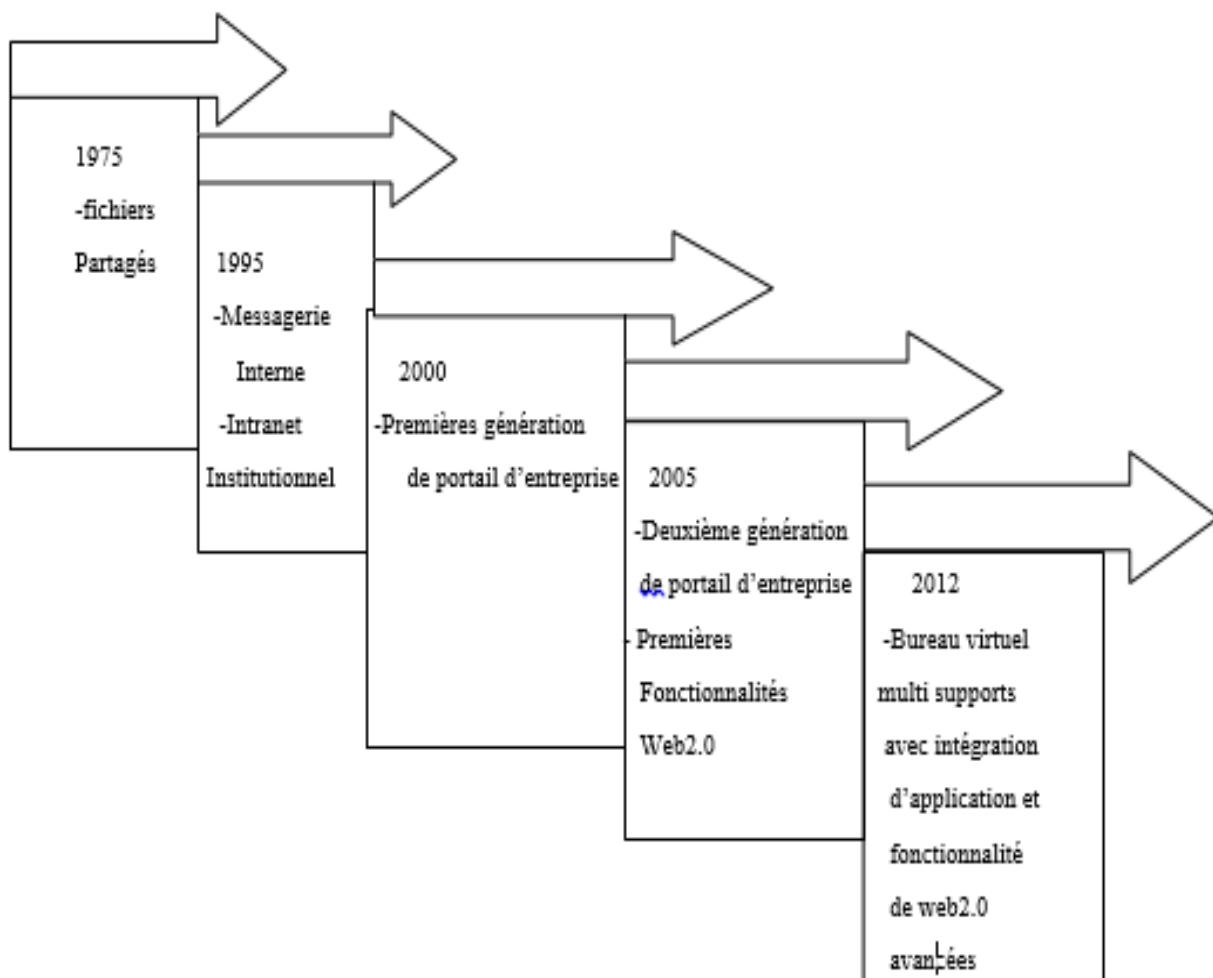 1975
-fichiers
Partagés
1995
-Messagerie
Interne
-Intranet
Institutionnel
2000
-Premières génération
de portail d’entreprise
2005
-Deuxième génération
de portail d’entreprise
- Premières
Fonctionnalités
Web2.0
2012
-Bureau virtuel
multi supports
avec intégration
d’application et
fonctionnalité
de web2.0
avancées